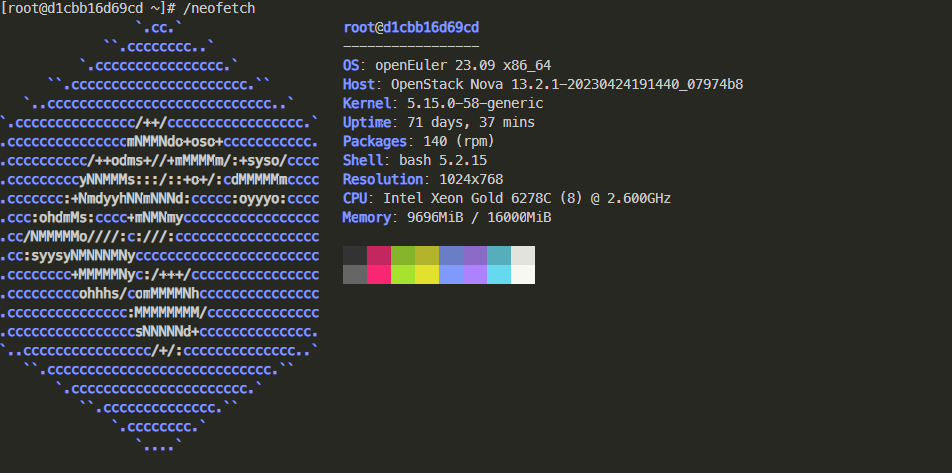 [root@d1cbb16d69cd ~]# /neofetch
`.cc.` root@d1cbb16d69cd
``.cccccccc..` -----------------
`.cccccccccccccccc.` OS: openEuler 23.09 x86_64
``.cccccccccccccccccccccc.`` Host: OpenStack Nova 13.2.1-20230424191440_07974b8
`..cccccccccccccccccccccccccccc..` Kernel: 5.15.0-58-generic
`.ccccccccccccccc/++/ccccccccccccccccc.` Uptime: 71 days, 37 mins
.cccccccccccccccmNMMNdo+oso+ccccccccccc. Packages: 140 (rpm)
.cccccccccc/++odms+//+mMMMMm/:+syso/cccc Shell: bash 5.2.15
.cccccccccyNNMMMs:::/::+o+/:cdMMMMMmcccc Resolution: 1024x768
.ccccccc:+NmdyyhNNmNNNd:ccccc:oyyyo:cccc CPU: Intel Xeon Gold 6278C (8) @ 2.600GHz
.ccc:ohdmMs:cccc+mNMNmyccccccccccccccccc Memory: 9696MiB / 16000MiB
.cc/NMMMMMo////:c:///:cccccccccccccccccc
.cc:syysyNMNNNMNyccccccccccccccccccccccc
.cccccccc+MMMMMNyc:/+++/cccccccccccccccc
.cccccccccohhhs/comMMMMNhccccccccccccccc
.ccccccccccccccc:MMMMMMMM/cccccccccccccc
.ccccccccccccccccsNNNNNd+cccccccccccccc.
`..cccccccccccccccc/+/:cccccccccccccc..`
``.cccccccccccccccccccccccccccc.``
`.cccccccccccccccccccccc.`
``.cccccccccccccc.``
`.cccccccc.`
`....`